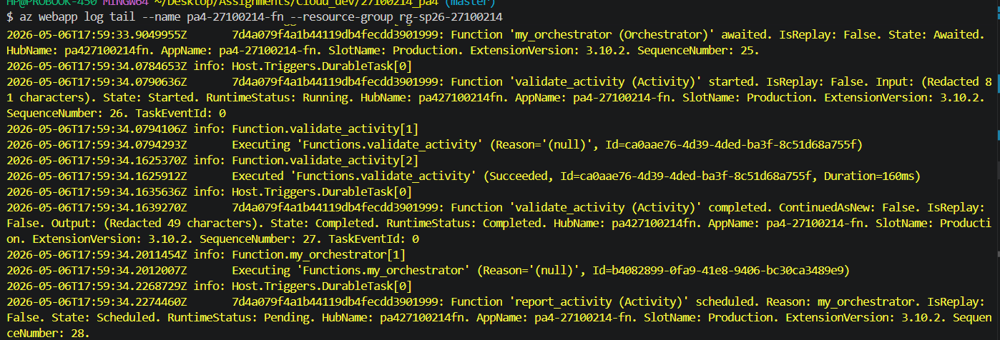 HP@PROBOOK-450 MINGW64 ~/Desktop/Assignments/Cloud_dev/27100214_pa4 (master)
$ az webapp log tail --name pa4-27100214-fn --resource-group rg-sp26-27100214
2026-05-06T17:59:33.9049955Z       7d4a079f4a1b44119db4fecdd3901999: Function 'my_orchestrator (Orchestrator)' awaited. IsReplay: False. State: Awaited.
HubName: pa427100214fn. AppName: pa4-27100214-fn. SlotName: Production. ExtensionVersion: 3.10.2. SequenceNumber: 25.
2026-05-06T17:59:34.0784653Z info: Host.Triggers.DurableTask[0]
2026-05-06T17:59:34.0790636Z       7d4a079f4a1b44119db4fecdd3901999: Function 'validate_activity (Activity)' started. IsReplay: False. Input: (Redacted 8
1 characters). State: Started. RuntimeStatus: Running. HubName: pa427100214fn. AppName: pa4-27100214-fn. SlotName: Production. ExtensionVersion: 3.10.2.
SequenceNumber: 26. TaskEventId: 0
2026-05-06T17:59:34.0794106Z info: Function.validate_activity[1]
2026-05-06T17:59:34.0794293Z       Executing 'Functions.validate_activity' (Reason='(null)', Id=ca0aae76-4d39-4ded-ba3f-8c51d68a755f)
2026-05-06T17:59:34.1625370Z info: Function.validate_activity[2]
2026-05-06T17:59:34.1625912Z       Executed 'Functions.validate_activity' (Succeeded, Id=ca0aae76-4d39-4ded-ba3f-8c51d68a755f, Duration=160ms)
2026-05-06T17:59:34.1635636Z info: Host.Triggers.DurableTask[0]
2026-05-06T17:59:34.1639270Z       7d4a079f4a1b44119db4fecdd3901999: Function 'validate_activity (Activity)' completed. ContinuedAsNew: False. IsReplay:
False. Output: (Redacted 49 characters). State: Completed. RuntimeStatus: Completed. HubName: pa427100214fn. AppName: pa4-27100214-fn. SlotName: Producti
on. ExtensionVersion: 3.10.2. SequenceNumber: 27. TaskEventId: 0
2026-05-06T17:59:34.2011454Z info: Function.my_orchestrator[1]
2026-05-06T17:59:34.2012007Z       Executing 'Functions.my_orchestrator' (Reason='(null)', Id=b4082899-0fa9-41e8-9406-bc30ca3489e9)
2026-05-06T17:59:34.2268729Z info: Host.Triggers.DurableTask[0]
2026-05-06T17:59:34.2274460Z       7d4a079f4a1b44119db4fecdd3901999: Function 'report_activity (Activity)' scheduled. Reason: my_orchestrator. IsReplay:
False. State: Scheduled. RuntimeStatus: Pending. HubName: pa427100214fn. AppName: pa4-27100214-fn. SlotName: Production. ExtensionVersion: 3.10.2. Sequen
ceNumber: 28.